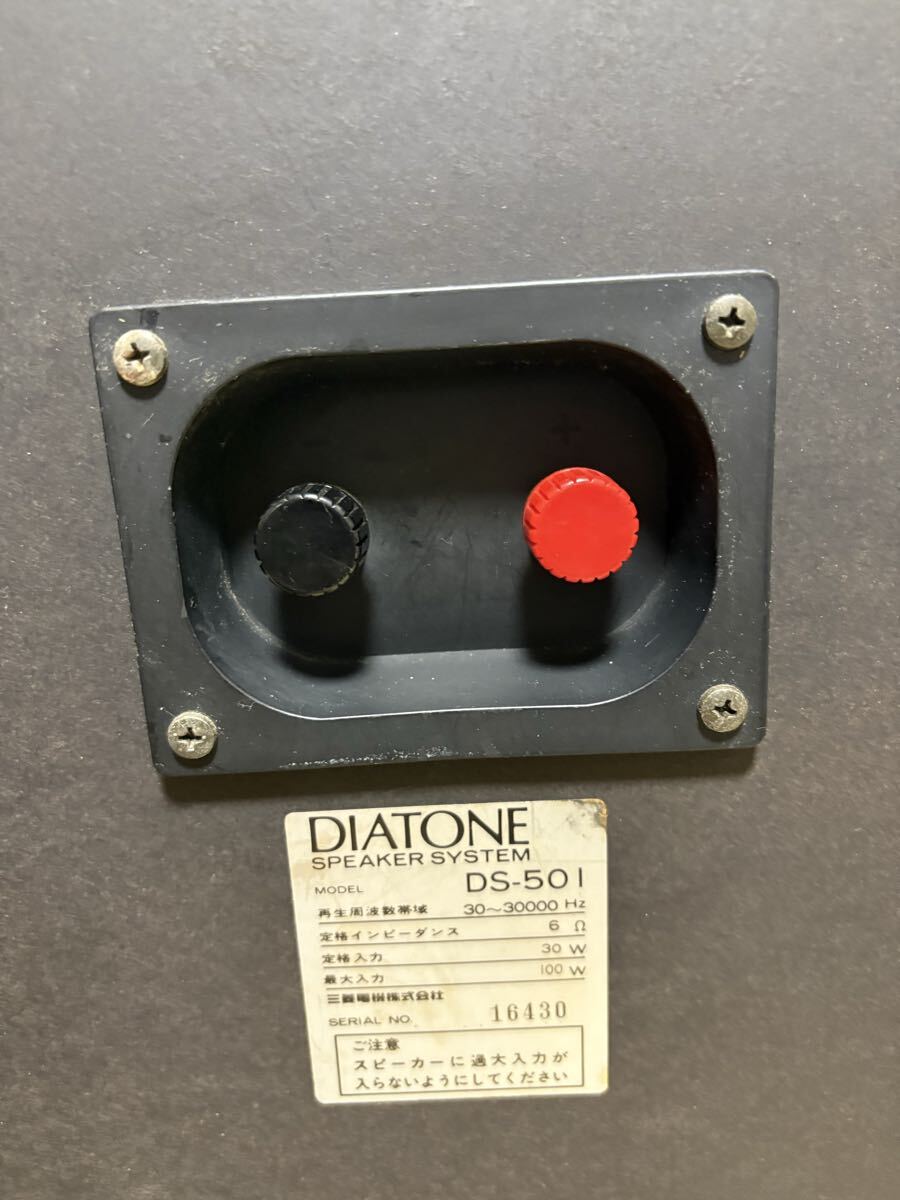 +
DIATONE
SPEAKER SYSTEM
MODEL DS-501
再生周波数帯域 30～30000 Hz
定格インピーダンス 6 Ω
定格入力 30 W
最大入力 100 W
三菱電機株式会社
SERIAL NO. 16430
ご注意
スピーカーに過大入力が
入らないようにしてください